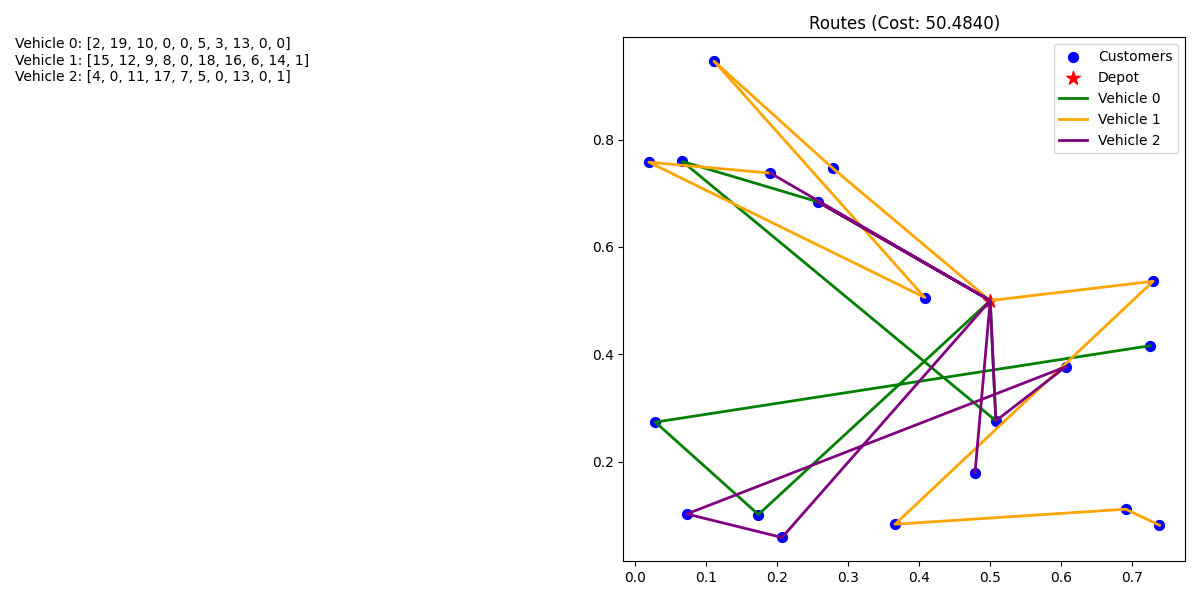 Vehicle 0: [2, 19, 10, 0, 0, 5, 3, 13, 0, 0]
Vehicle 1: [15, 12, 9, 8, 0, 18, 16, 6, 14, 1]
Vehicle 2: [4, 0, 11, 17, 7, 5, 0, 13, 0, 1]
Routes (Cost: 50.4840)
Customers
Depot
Vehicle 0
Vehicle 1
Vehicle 2
0.8
0.6
0.4
0.2
0.0 0.1 0.2 0.3 0.4 0.5 0.6 0.7